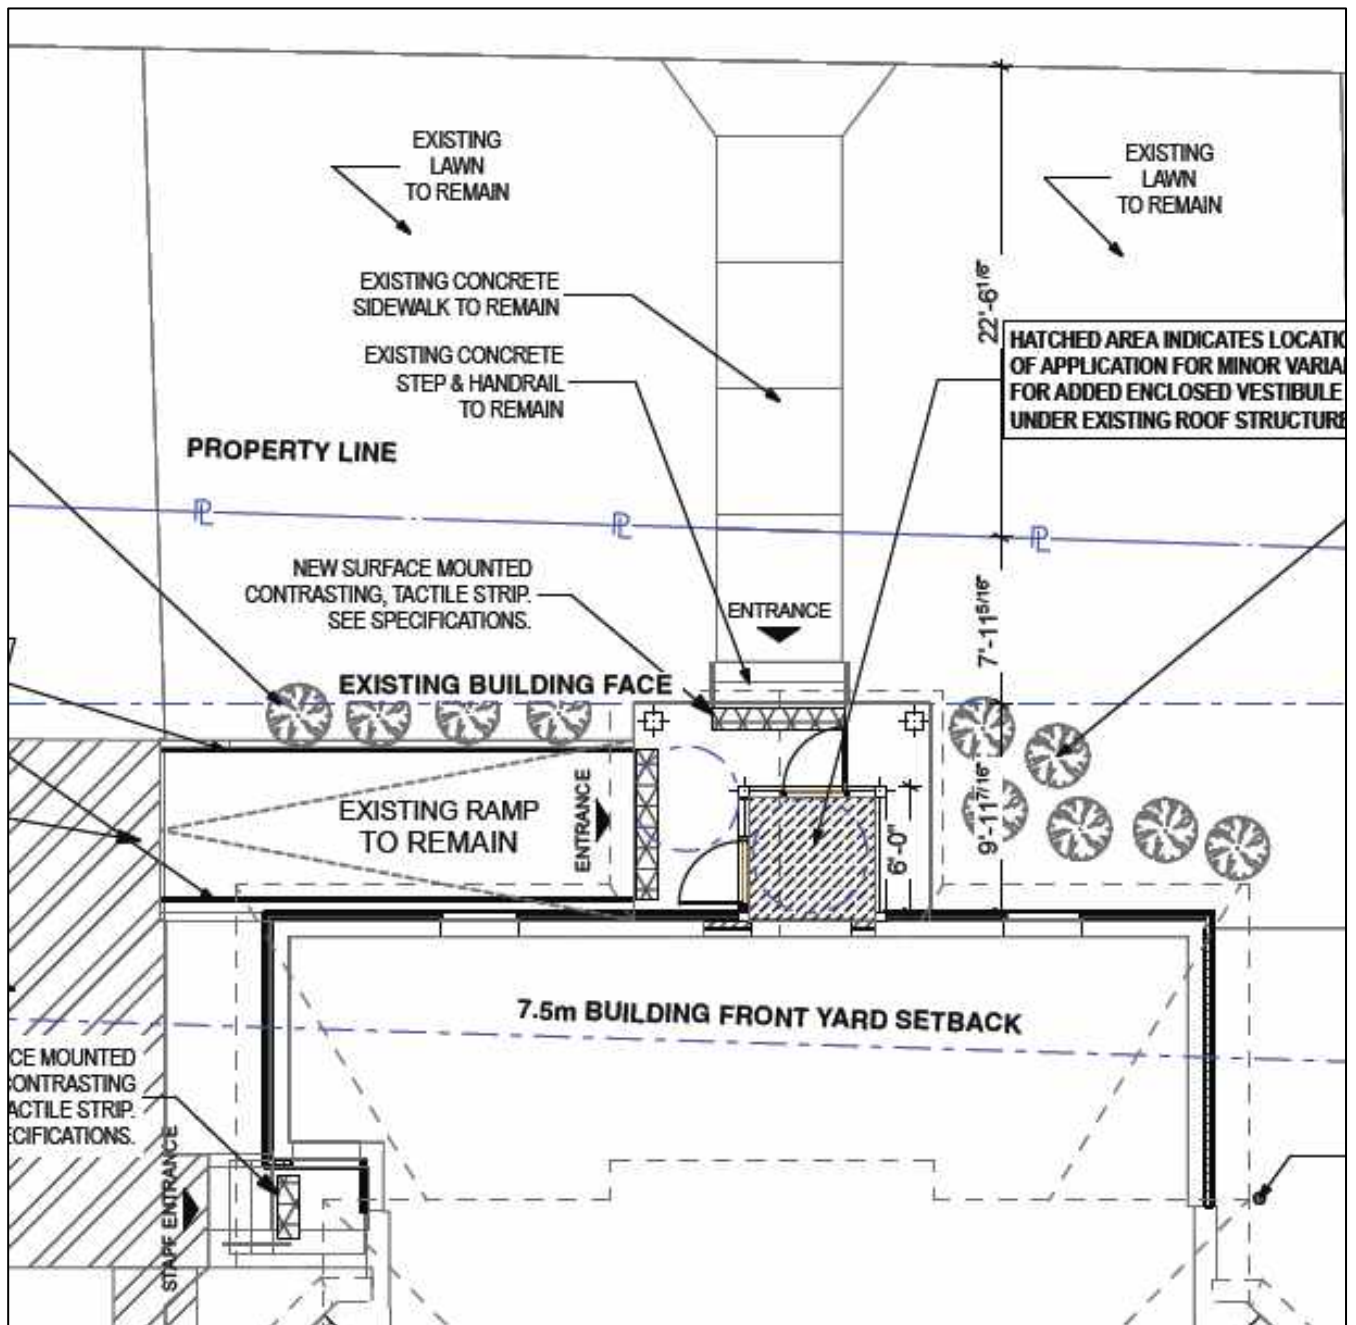 EXISTING
LAWN
TO REMAIN
EXISTING
LAWN
TO REMAIN
EXISTING CONCRETE
SIDEWALK TO REMAIN
22'-6 1/8"
HATCHED AREA INDICATES
OF APPLICATION FOR MINOR
FOR ADDED ENCLOSED VESTIBULE
UNDER EXISTING ROOF STRUCTURE
EXISTING CONCRETE
STEP & HANDRAIL
TO REMAIN
PROPERTY LINE
PL
PL
PL
NEW SURFACE MOUNTED
CONTRASTING, TACTILE STRIP.
SEE SPECIFICATIONS.
ENTRANCE
7'-11 5/16"
EXISTING BUILDING FACE
EXISTING RAMP
TO REMAIN
ENTRANCE
6'-0"
9'-11 7/16"
7.5m BUILDING FRONT YARD SETBACK
CE MOUNTED
CONTRASTING
ACTILE STRIP.
ECIFICATIONS.
STAFF ENTRANCE